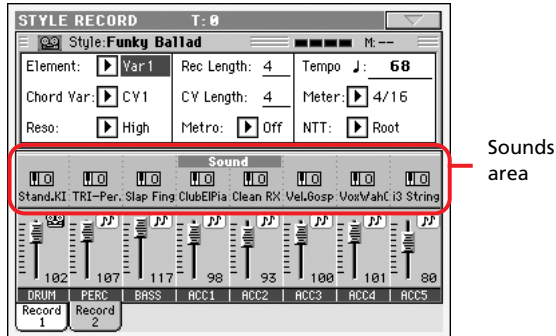 STYLE RECORD T: 0
Style:Funky Ballad M: --
Element: Var1 Rec Length: 4 Tempo ♩: 68
Chord Var: CV1 CV Length: 4 Meter: 4/16
Reso: High Metro: Off NTT: Root
Sound
Stand.KI TRI-Per. Slap Fing ClubElPia Clean RX Vel.Gosp VoxWahC i3 String
102 107 117 98 93 100 101 80
DRUM PERC BASS ACC1 ACC2 ACC3 ACC4 ACC5
Record 1 Record 2
Sounds area